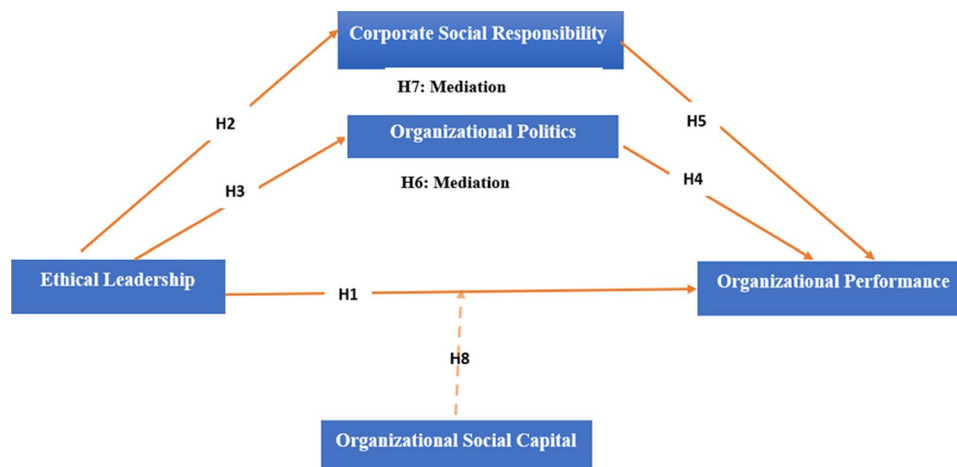 Corporate Social Responsibility
H7: Mediation
H2
H5
Organizational Politics
H3
H6: Mediation
H4
Ethical Leadership
Organizational Performance
H1
H8
Organizational Social Capital